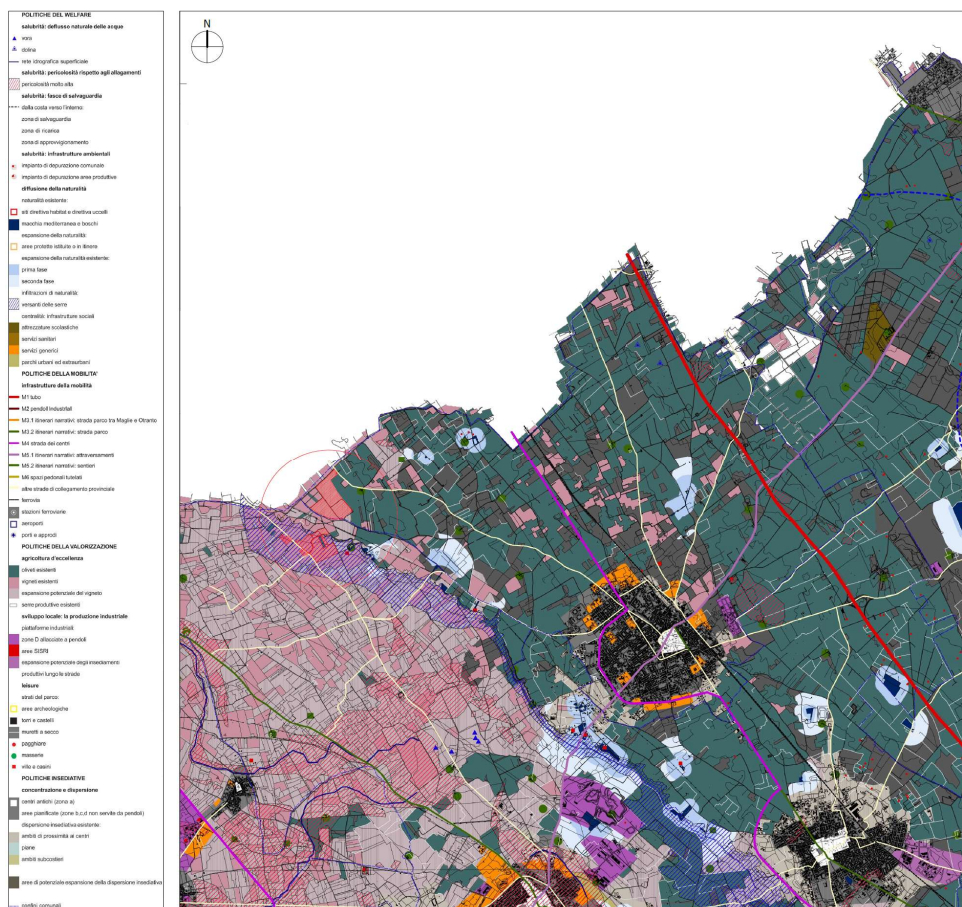 POLITICHE DEL WELFARE
salubrità: deflusso naturale delle acque
vora
dolina
rete idrografica superficiale
salubrità: pericolosità rispetto agli allagamenti
pericolosità molto alta
salubrità: fasce di salvaguardia
dalla costa verso l'interno:
zona di salvaguardia
zona di ricarica
zona di approvvigionamento
salubrità: infrastrutture ambientali
impianto di depurazione comunale
impianto di depurazione aree produttive
diffusione della naturalità
naturalità esistente:
siti direttiva habitat e direttiva uccelli
macchia mediterranea e boschi
espansione della naturalità:
aree protette istituite o in itinere
espansione della naturalità esistente:
prima fase
seconda fase
infiltrazioni di naturalità:
versanti delle serre
centralità: infrastrutture sociali
attrezzature scolastiche
servizi sanitari
servizi generici
parchi urbani ed extraurbani
POLITICHE DELLA MOBILITA'
infrastrutture della mobilità
M1 tubo
M2 pendoli industriali
M3.1 itinerari narrativi: strada parco tra Maglie e Otranto
M3.2 itinerari narrativi: strada parco
M4 strada dei centri
M5.1 itinerari narrativi: attraversamenti
M5.2 itinerari narrativi: sentieri
M6 spazi pedonali tutelati
altre strade di collegamento provinciale
ferrovia
stazioni ferroviarie
aeroporti
porti e approdi
POLITICHE DELLA VALORIZZAZIONE
agricoltura d'eccellenza
oliveti esistenti
vigneti esistenti
espansione potenziale del vigneto
serre produttive esistenti
sviluppo locale: la produzione industriale
piattaforme industriali:
zone D allacciate a pendoli
aree SISRI
espansione potenziale degli insediamenti
produttivi lungo le strade
leisure
strati del parco:
aree archeologiche
torri e castelli
muretti a secco
pagghiare
masserie
ville e casini
POLITICHE INSEDIATIVE
concentrazione e dispersione
centri antichi (zona a)
aree pianificate (zone b,c,d non servite da pendoli)
dispersione insediativa esistente:
ambiti di prossimità ai centri
piane
ambiti subcostieri
aree di potenziale espansione della dispersione insediativa
confini comunali
N